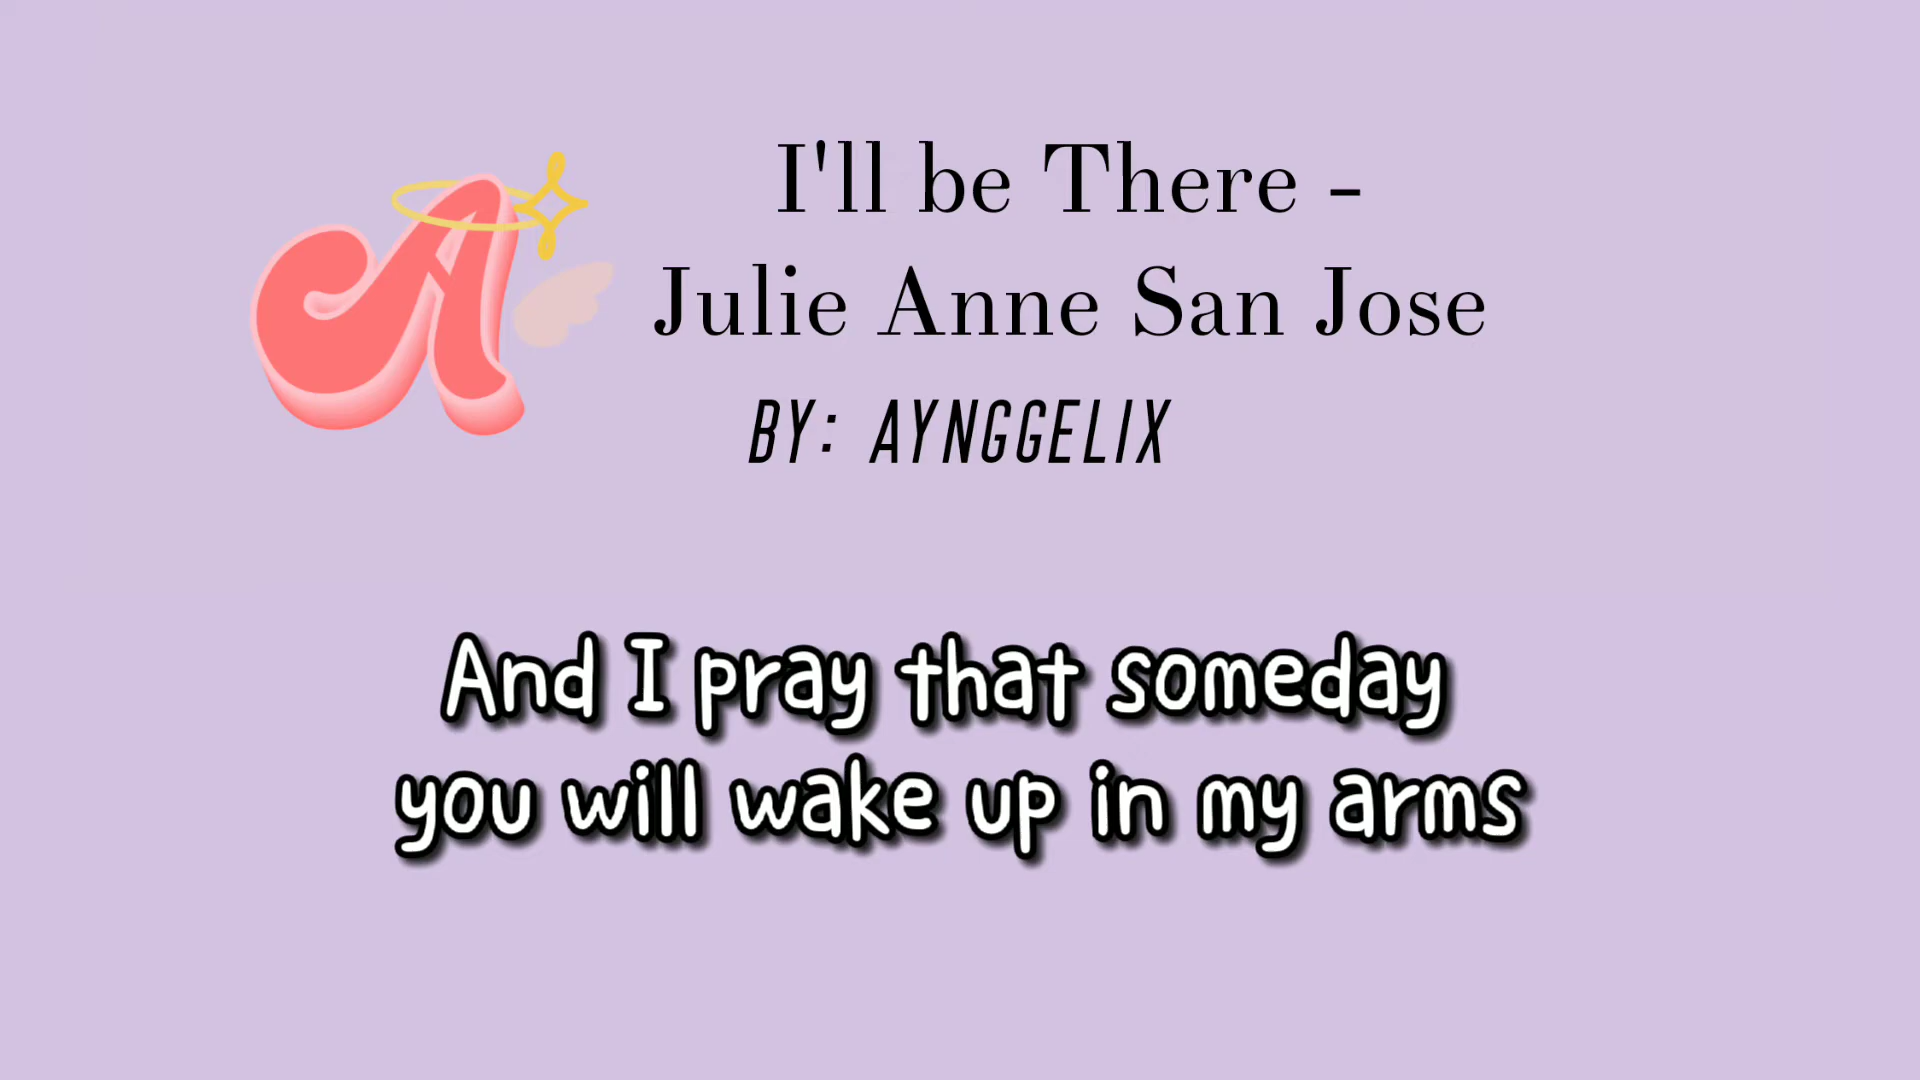 A
I'll be There -
Julie Anne San Jose
BY: AYNGGELIX
And I pray that someday
you will wake up in my arms